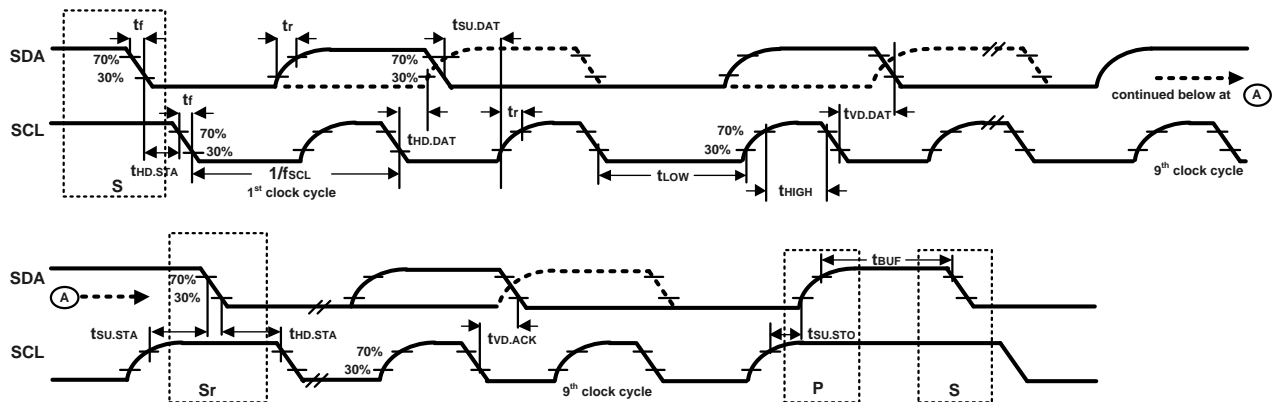 tf
tr
tSU.DAT
SDA
70%
30%
70%
30%
continued below at A
tf
tr
tVD.DAT
SCL
70%
30%
tHD.DAT
70%
30%
tHD.STA
1/fSCL
1st clock cycle
tLOW
tHIGH
9th clock cycle
S
SDA
70%
30%
A
tBUF
tSU.STA
tHD.STA
tVD.ACK
tSU.STO
SCL
70%
30%
9th clock cycle
Sr
P
S